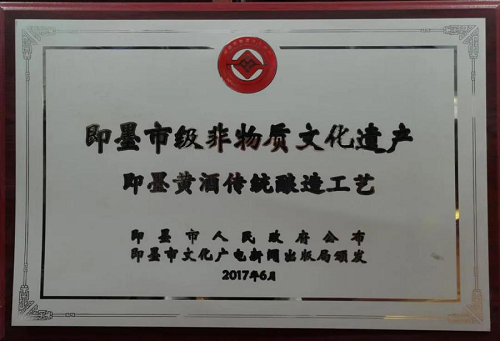 即墨市级非物质文化遗产
即墨黄酒传统酿造工艺
即墨市人民政府公布
即墨市文化广电新闻出版局颁发
2017年6月